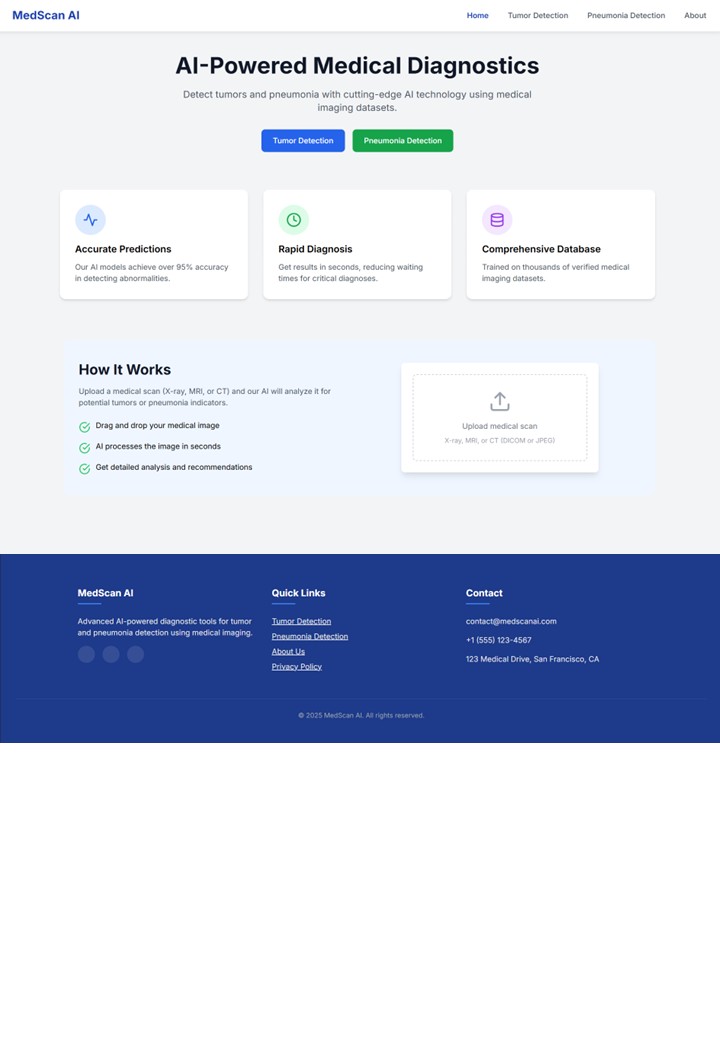 MedScan AI
Home
Tumor Detection
Pneumonia Detection
About
AI-Powered Medical Diagnostics
Detect tumors and pneumonia with cutting-edge AI technology using medical
imaging datasets.
Tumor Detection
Pneumonia Detection
Accurate Predictions
Our AI models achieve over 95% accuracy
in detecting abnormalities.
Rapid Diagnosis
Get results in seconds, reducing waiting
times for critical diagnoses.
Comprehensive Database
Trained on thousands of verified medical
imaging datasets.
How It Works
Upload a medical scan (X-ray, MRI, or CT) and our AI will analyze it for
potential tumors or pneumonia indicators.
Drag and drop your medical image
AI processes the image in seconds
Get detailed analysis and recommendations
Upload medical scan
X-ray, MRI, or CT (DICOM or JPEG)
MedScan AI
Advanced AI-powered diagnostic tools for tumor
and pneumonia detection using medical imaging.
Quick Links
Tumor Detection
Pneumonia Detection
About Us
Privacy Policy
Contact
contact@medscanai.com
+1 (555) 123-4567
123 Medical Drive, San Francisco, CA
© 2025 MedScan AI. All rights reserved.